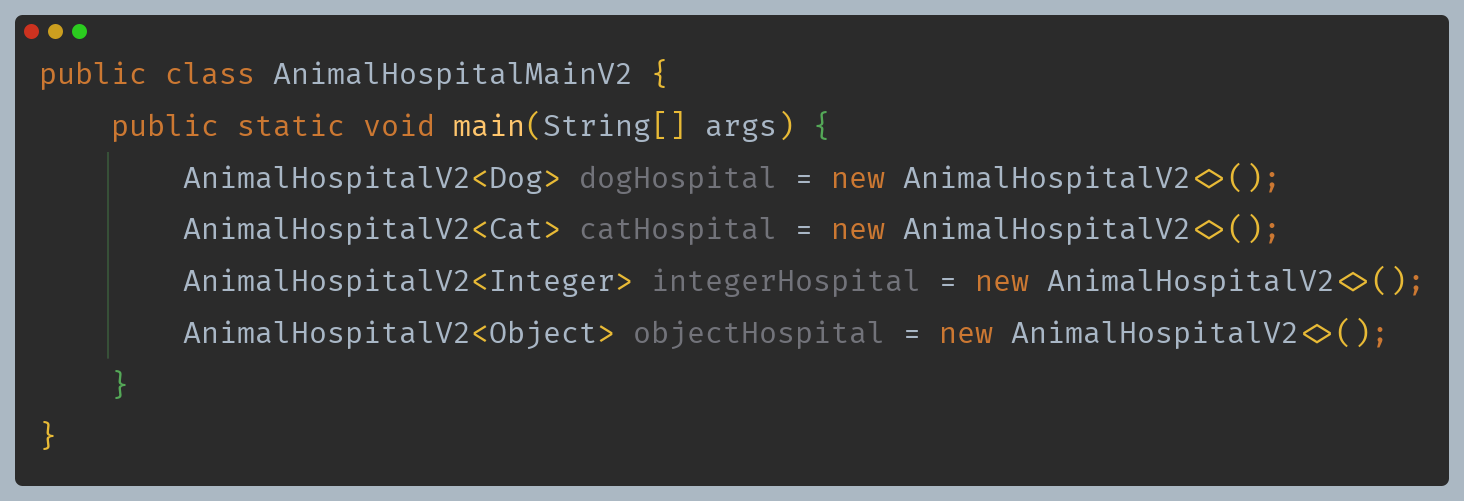 public class AnimalHospitalMainV2 {
    public static void main(String[] args) {
        AnimalHospitalV2<Dog> dogHospital = new AnimalHospitalV2<>();
        AnimalHospitalV2<Cat> catHospital = new AnimalHospitalV2<>();
        AnimalHospitalV2<Integer> integerHospital = new AnimalHospitalV2<>();
        AnimalHospitalV2<Object> objectHospital = new AnimalHospitalV2<>();
    }
}